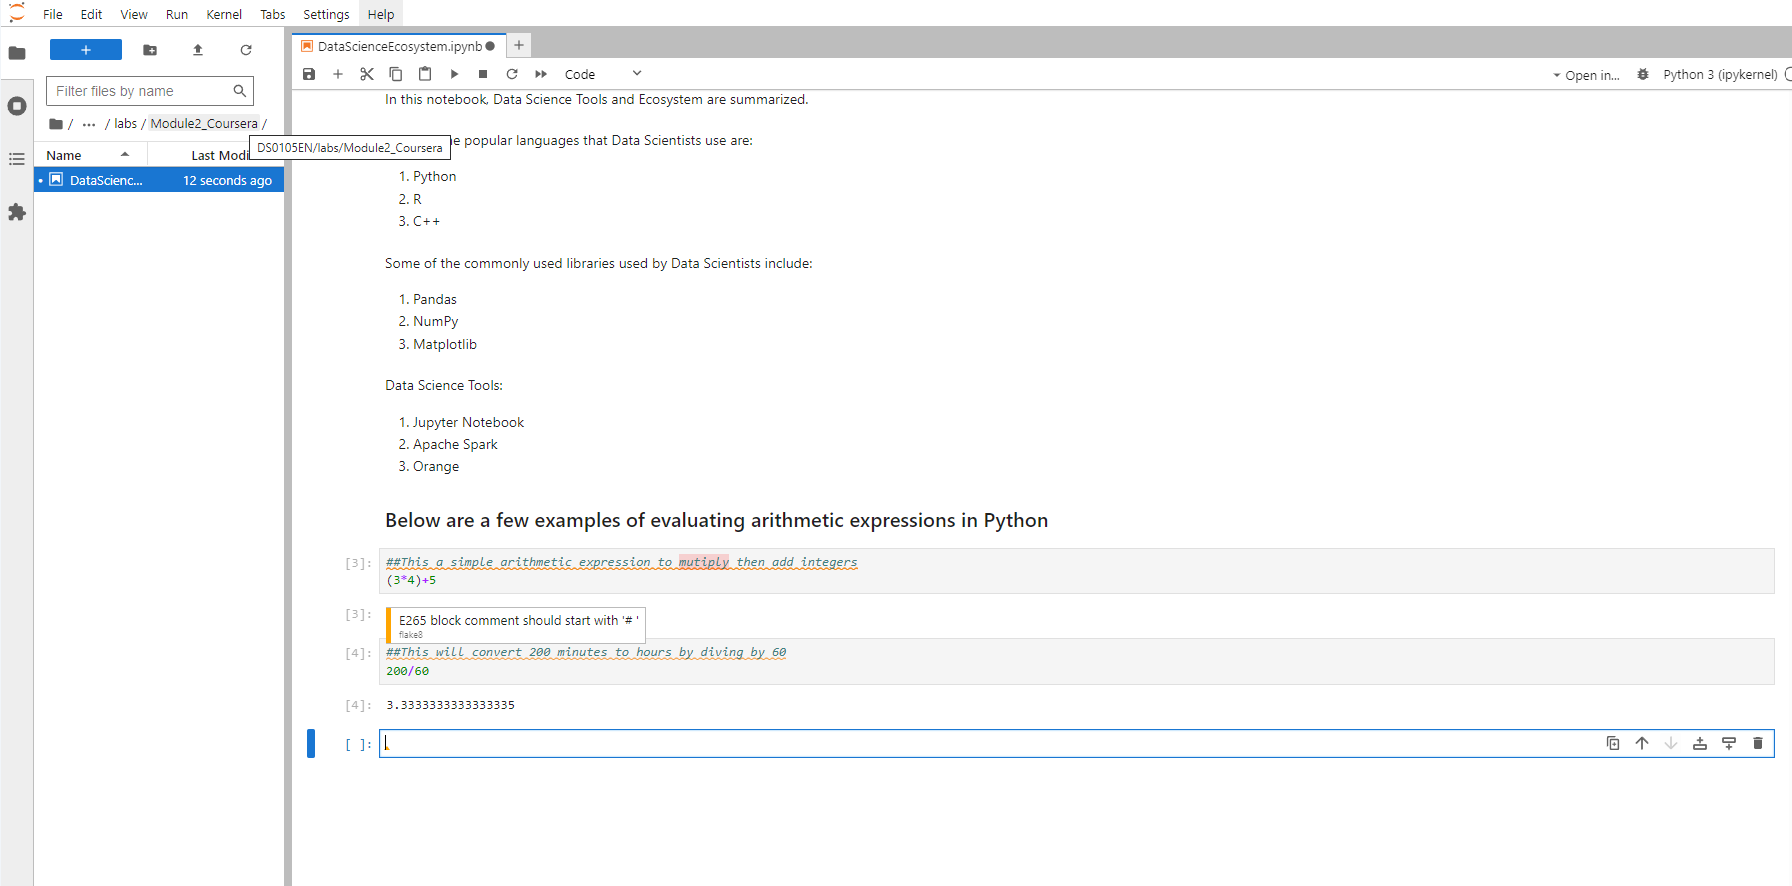 File Edit View Run Kernel Tabs Settings Help
+
Filter files by name
/ ... / labs / Module2_Coursera /
DS0105EN/labs/Module2_Coursera
Name Last Modi
DataScienc... 12 seconds ago
DataScienceEcosystem.ipynb
+
Code
Open in...
Python 3 (ipykernel)
In this notebook, Data Science Tools and Ecosystem are summarized.
e popular languages that Data Scientists use are:
1. Python
2. R
3. C++
Some of the commonly used libraries used by Data Scientists include:
1. Pandas
2. NumPy
3. Matplotlib
Data Science Tools:
1. Jupyter Notebook
2. Apache Spark
3. Orange
Below are a few examples of evaluating arithmetic expressions in Python
[3]: ##This a simple arithmetic expression to mutiply then add integers
(3*4)+5
[3]:
E265 block comment should start with '# '
flake8
[4]: ##This will convert 200 minutes to hours by diving by 60
200/60
[4]: 3.3333333333333335
[ ]: